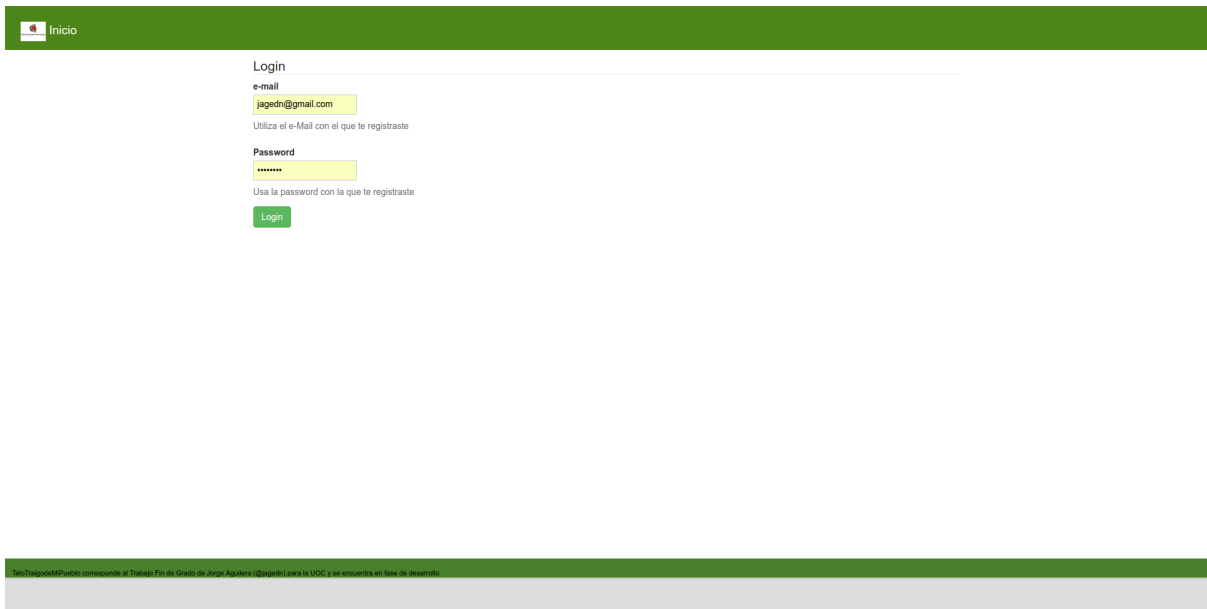 Inicio
Login
e-mail
jagedn@gmail.com
Utiliza el e-Mail con el que te registraste
Password
••••••••
Usa la password con la que te registraste
Login
TeloTraigodeMiPueblo corresponde al Trabajo Fin de Grado de Jorge Aguilera (@jagedn) para la UOC y se encuentra en fase de desarrollo.